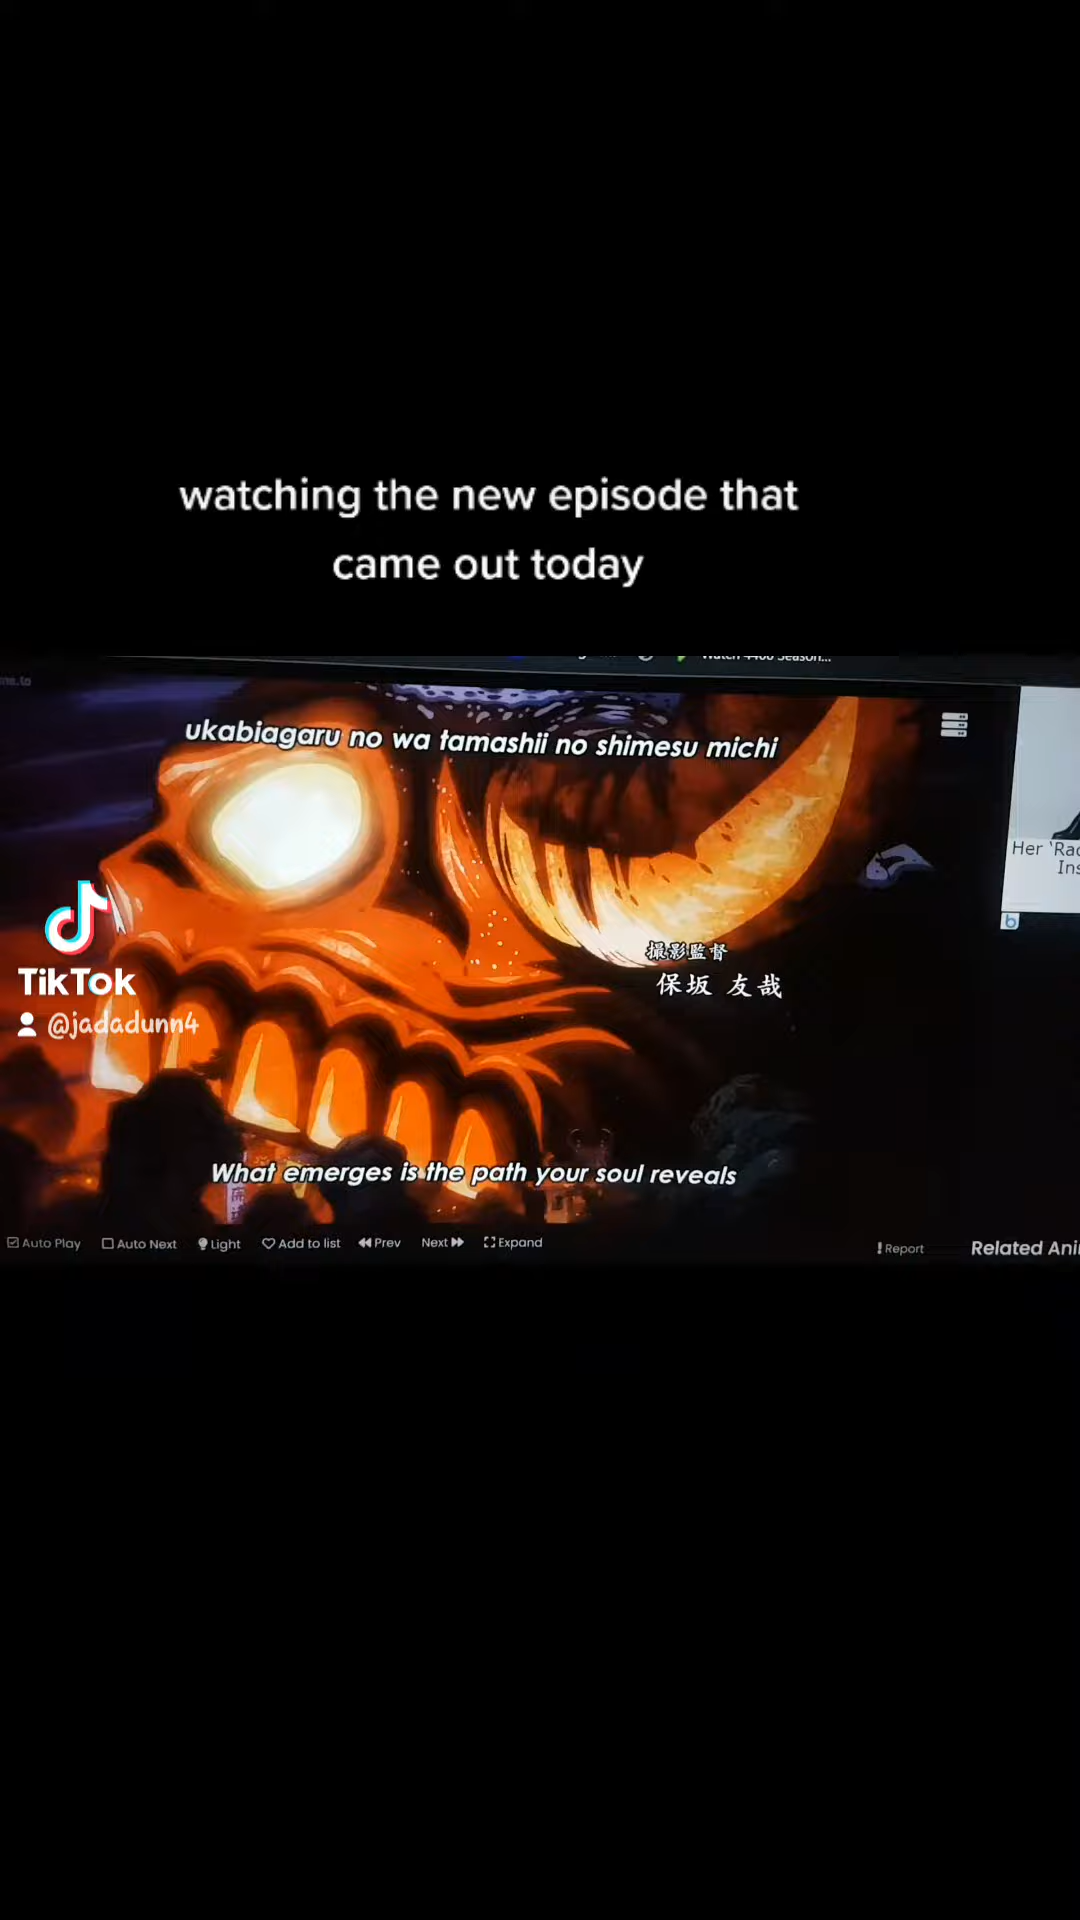 watching the new episode that
came out today
Season...
ukabiagaru no wa tamashii no shimesu michi
Her
撮影監督
保坂 友哉
TikTok
@jadadunn4
What emerges is the path your soul reveals
Auto Play Auto Next Light Add to list Prev Next Expand
Report Related